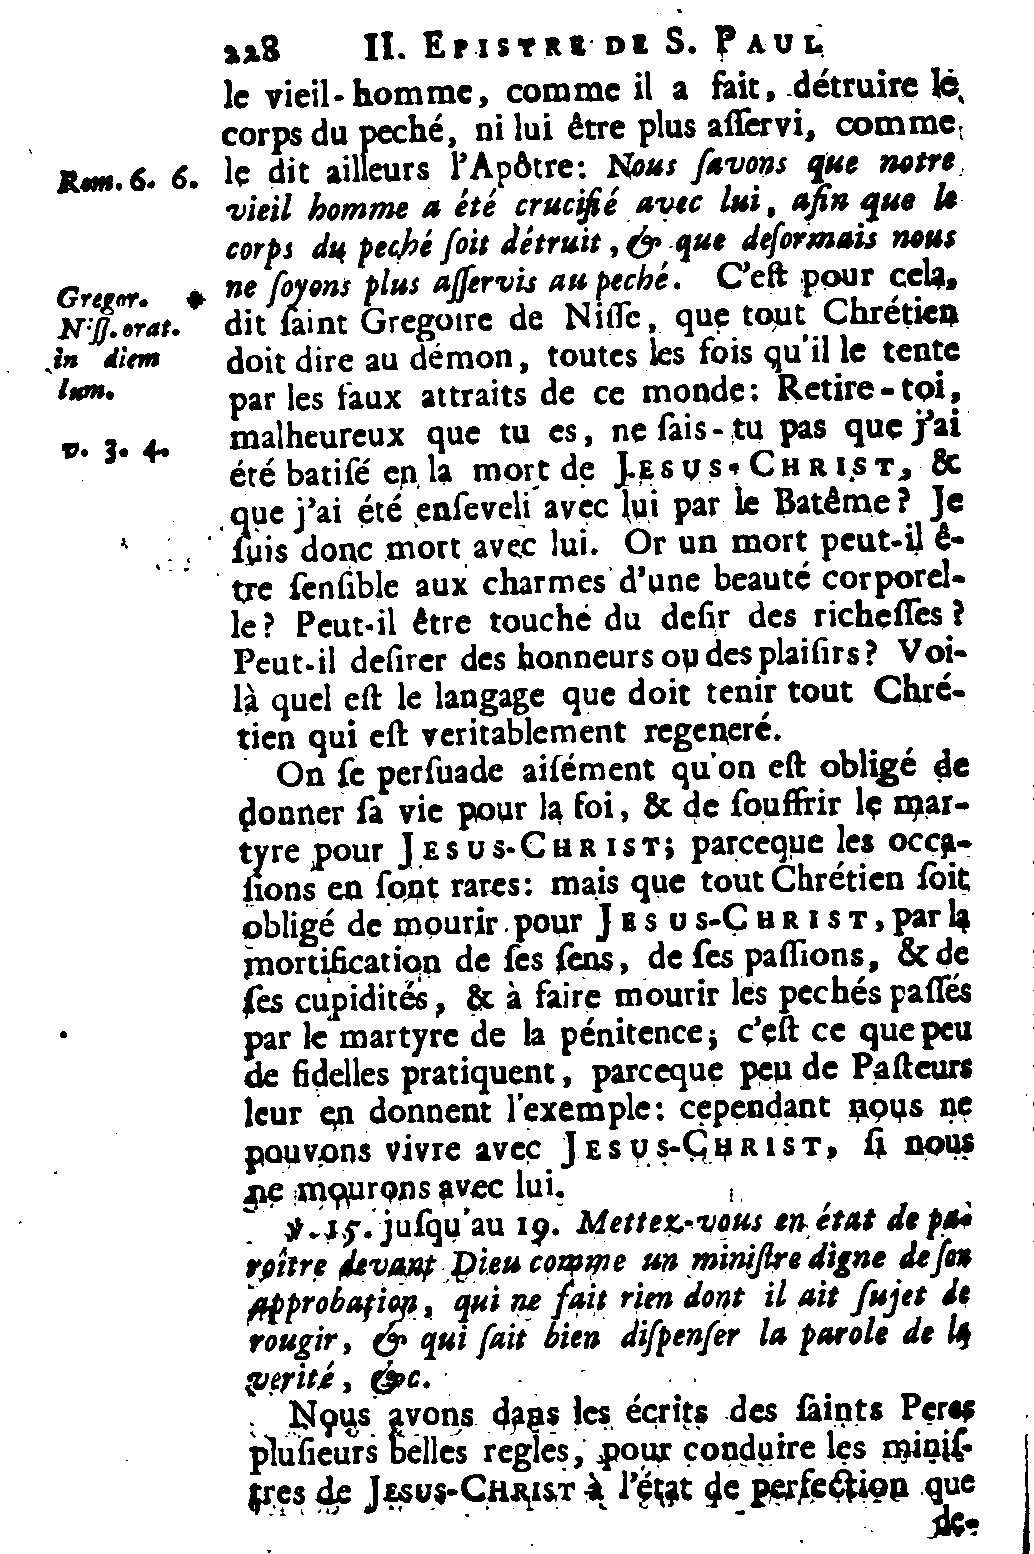 228 II. EPISTRE DE S. PAUL
le vieil-homme, comme il a fait, détruire le
corps du peché, ni lui être plus aſſervi, comme
Rom. 6. 6. le dit ailleurs l'Apôtre: Nous ſavons que notre
vieil homme a été crucifié avec lui, afin que le
corps du peché ſoit détruit, & que deſormais nous
ne ſoyons plus aſſervis au peché. C'eſt pour cela,
Gregor.
Niſſ. orat.
in diem
lum.
dit ſaint Gregoire de Niſſe, que tout Chrétien
doit dire au démon, toutes les fois qu'il le tente
par les faux attraits de ce monde: Retire-toi,
v. 3. 4.
malheureux que tu es, ne ſais-tu pas que j'ai
été batiſé en la mort de JESUS-CHRIST, &
que j'ai été enſeveli avec lui par le Batême? Je
ſuis donc mort avec lui. Or un mort peut-il ê-
tre ſenſible aux charmes d'une beauté corporel-
le? Peut-il être touché du deſir des richeſſes?
Peut-il deſirer des honneurs ou des plaiſirs? Voi-
là quel eſt le langage que doit tenir tout Chré-
tien qui eſt veritablement regeneré.
On ſe perſuade aiſément qu'on eſt obligé de
donner ſa vie pour la foi, & de ſouffrir le mar-
tyre pour JESUS-CHRIST; parceque les occa-
ſions en ſont rares: mais que tout Chrétien ſoit
obligé de mourir pour JESUS-CHRIST, par la
mortification de ſes ſens, de ſes paſſions, & de
ſes cupidités, & à faire mourir les pechés paſſés
par le martyre de la pénitence; c'eſt ce que peu
de fidelles pratiquent, parceque peu de Paſteurs
leur en donnent l'exemple: cependant nous ne
pouvons vivre avec JESUS-CHRIST, ſi nous
ne mourons avec lui.
℣. 15. juſqu'au 19. Mettez-vous en état de pa-
roître devant Dieu comme un miniſtre digne de ſon
approbation, qui ne fait rien dont il ait ſujet de
rougir, & qui ſait bien diſpenſer la parole de la
verité, &c.
Nous avons dans les écrits des ſaints Peres
pluſieurs belles regles, pour conduire les miniſ-
tres de JESUS-CHRIST à l'état de perfection que
de-